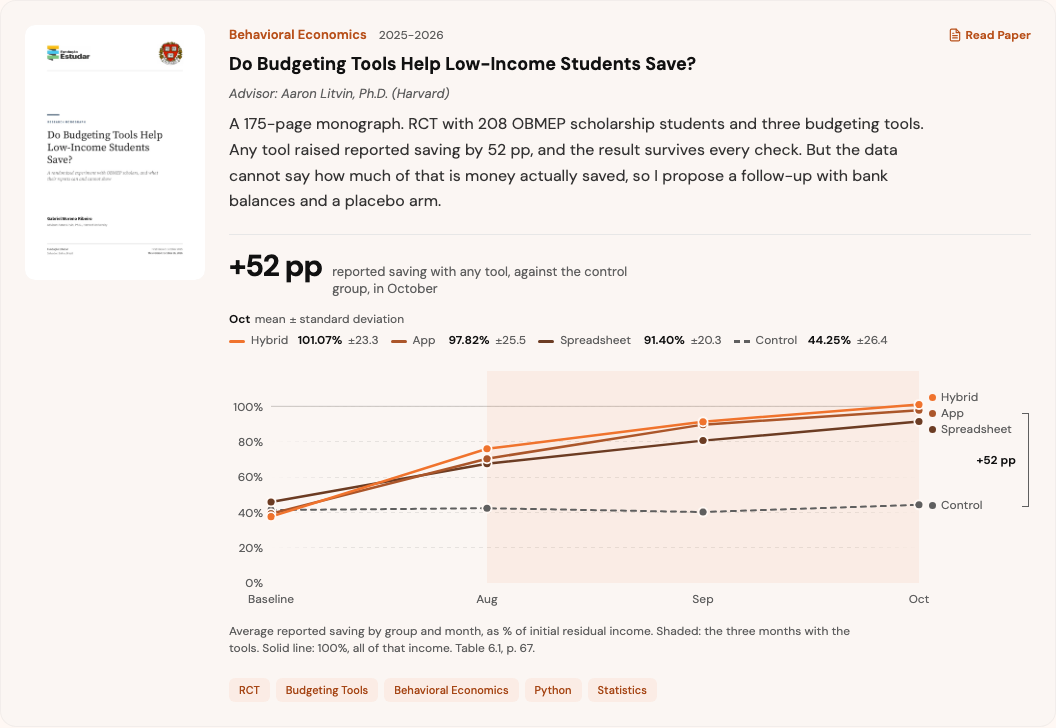 Behavioral Economics 2025-2026
Read Paper
Do Budgeting Tools Help Low-Income Students Save?
Advisor: Aaron Litvin, Ph.D. (Harvard)
A 175-page monograph. RCT with 208 OBMEP scholarship students and three budgeting tools.
Any tool raised reported saving by 52 pp, and the result survives every check. But the data
cannot say how much of that is money actually saved, so I propose a follow-up with bank
balances and a placebo arm.
Estudar
Do Budgeting Tools Help
Low-Income Students
Save?
+52 pp
reported saving with any tool, against the control
group, in October
Oct mean ± standard deviation
Hybrid 101.07% ±23.3 App 97.82% ±25.5 Spreadsheet 91.40% ±20.3 Control 44.25% ±26.4
100%
80%
60%
40%
20%
0%
Baseline Aug Sep Oct
Hybrid
App
Spreadsheet
+52 pp
Control
Average reported saving by group and month, as % of initial residual income. Shaded: the three months with the
tools. Solid line: 100%, all of that income. Table 6.1, p. 67.
RCT Budgeting Tools Behavioral Economics Python Statistics